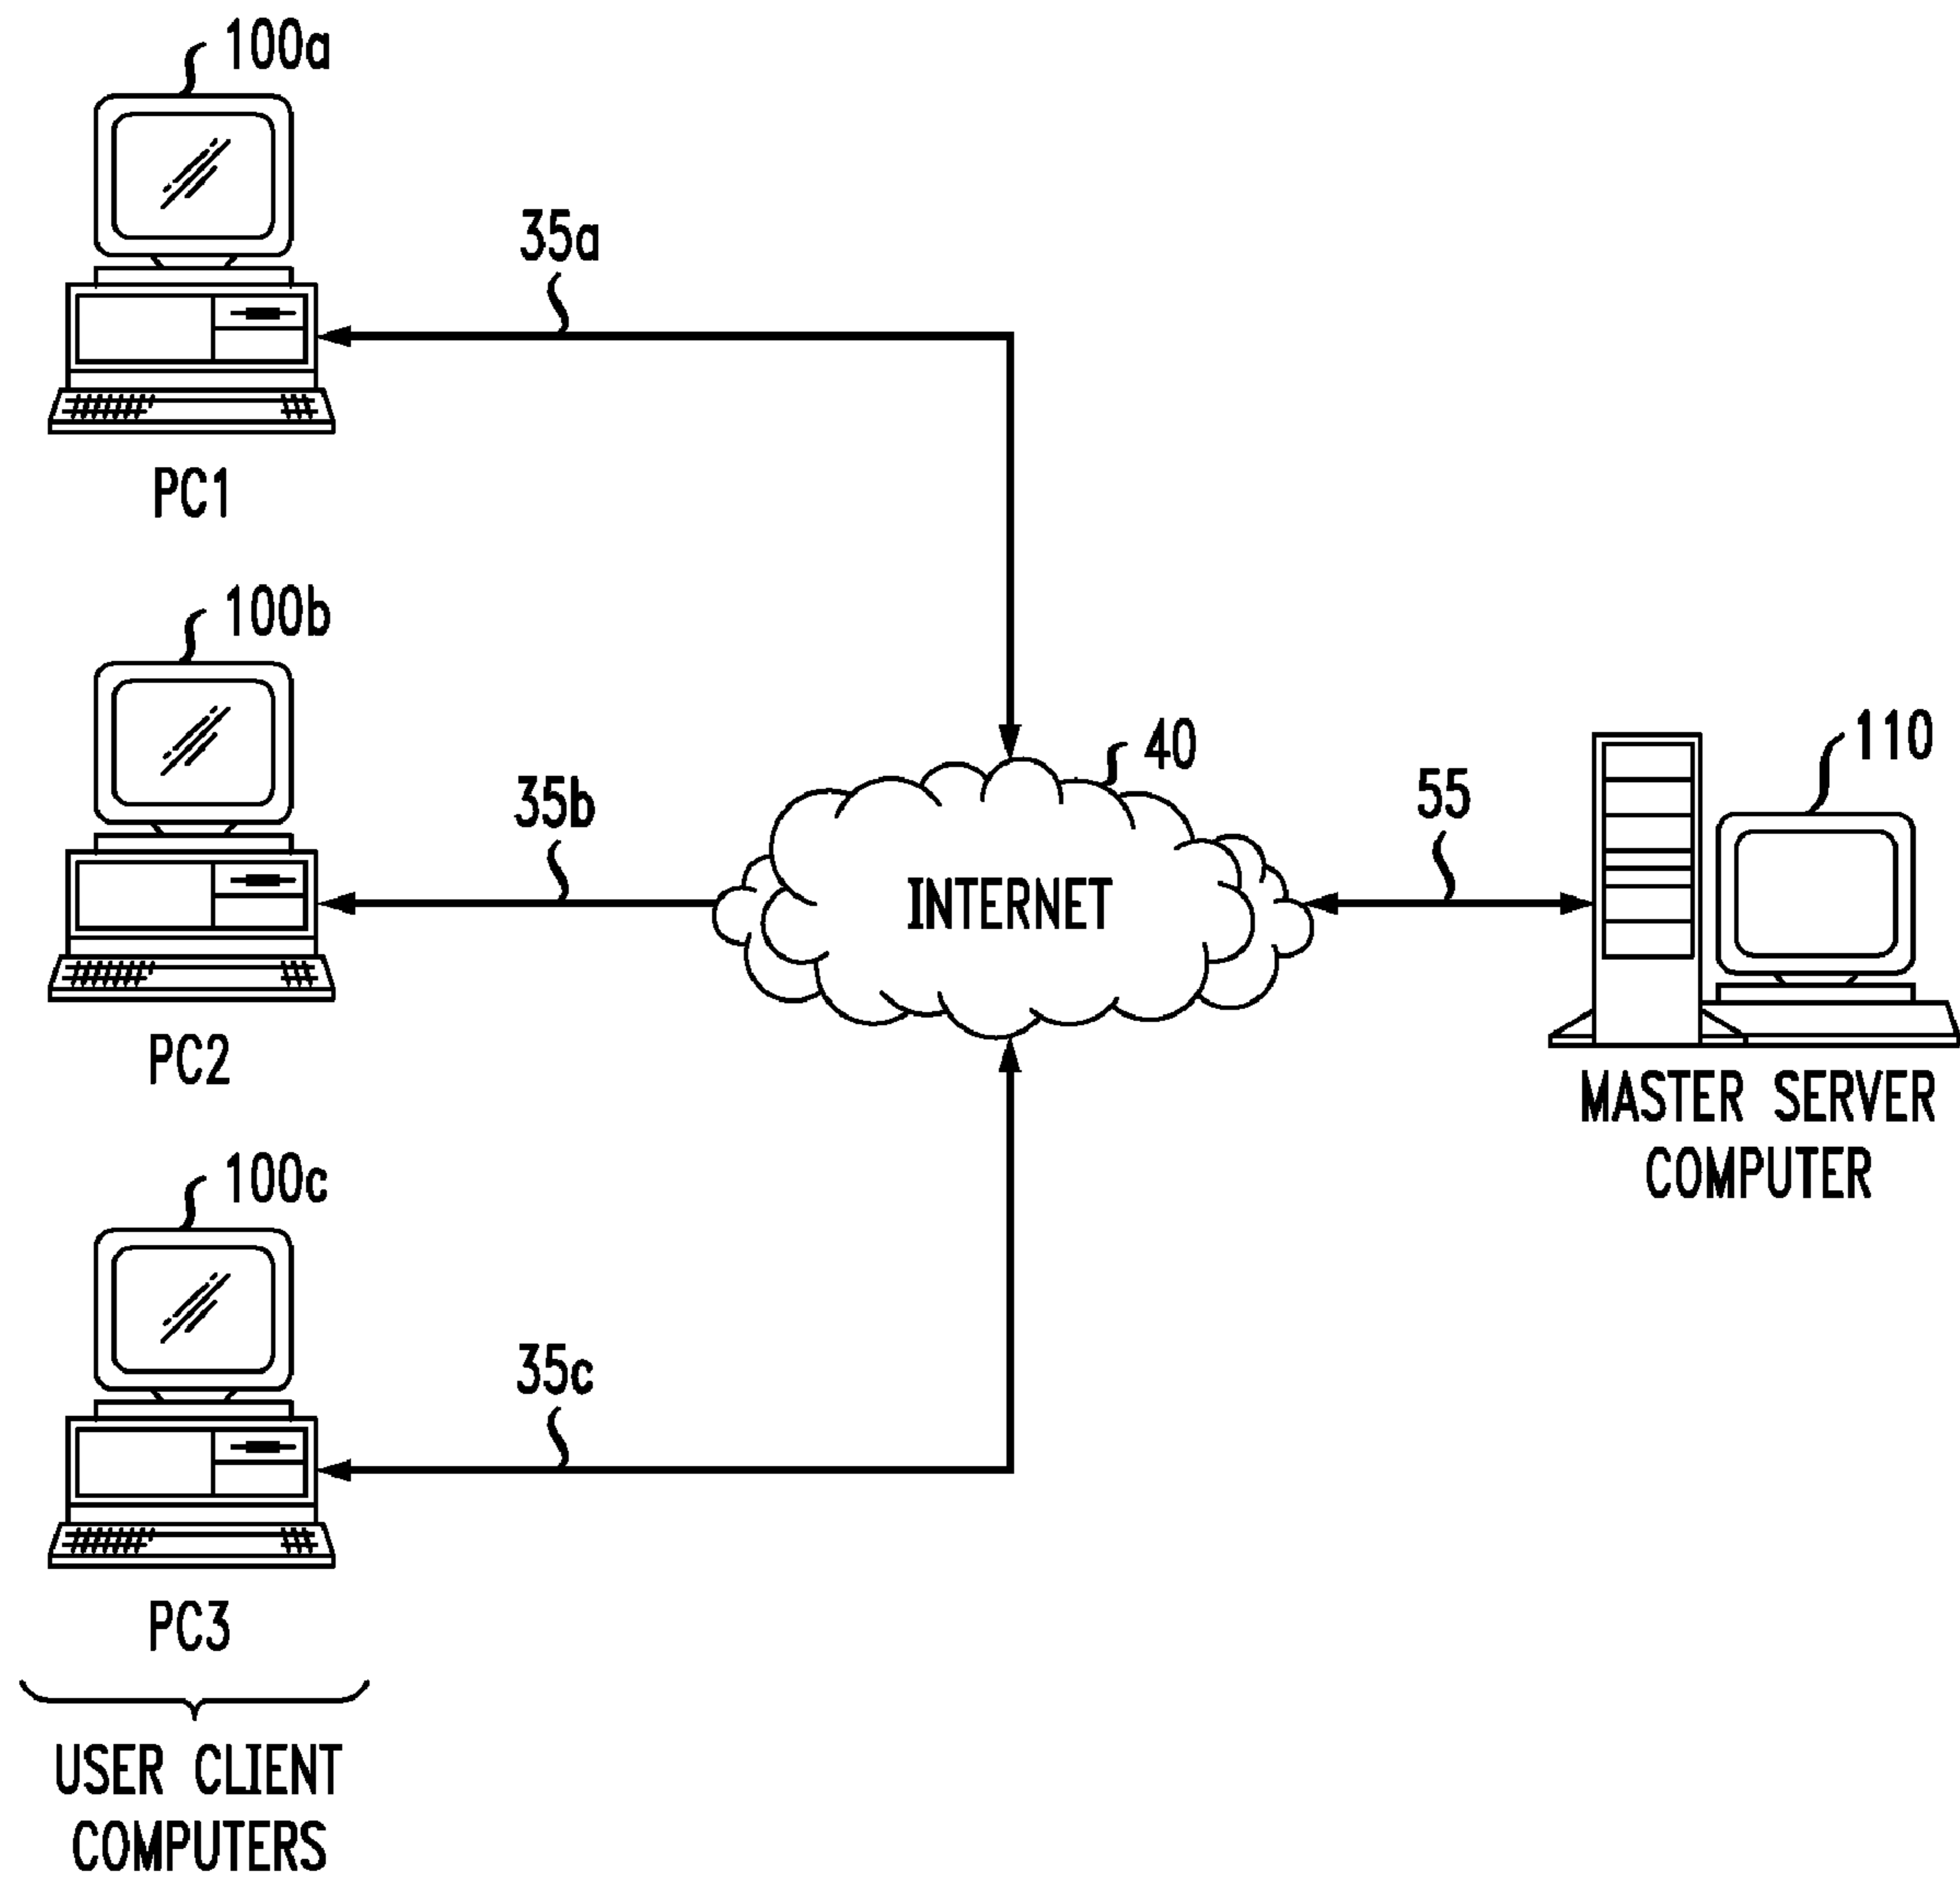 100a
35a
PC1
100b
35b
40
INTERNET
55
110
PC2
MASTER SERVER
COMPUTER
100c
35c
PC3
USER CLIENT
COMPUTERS